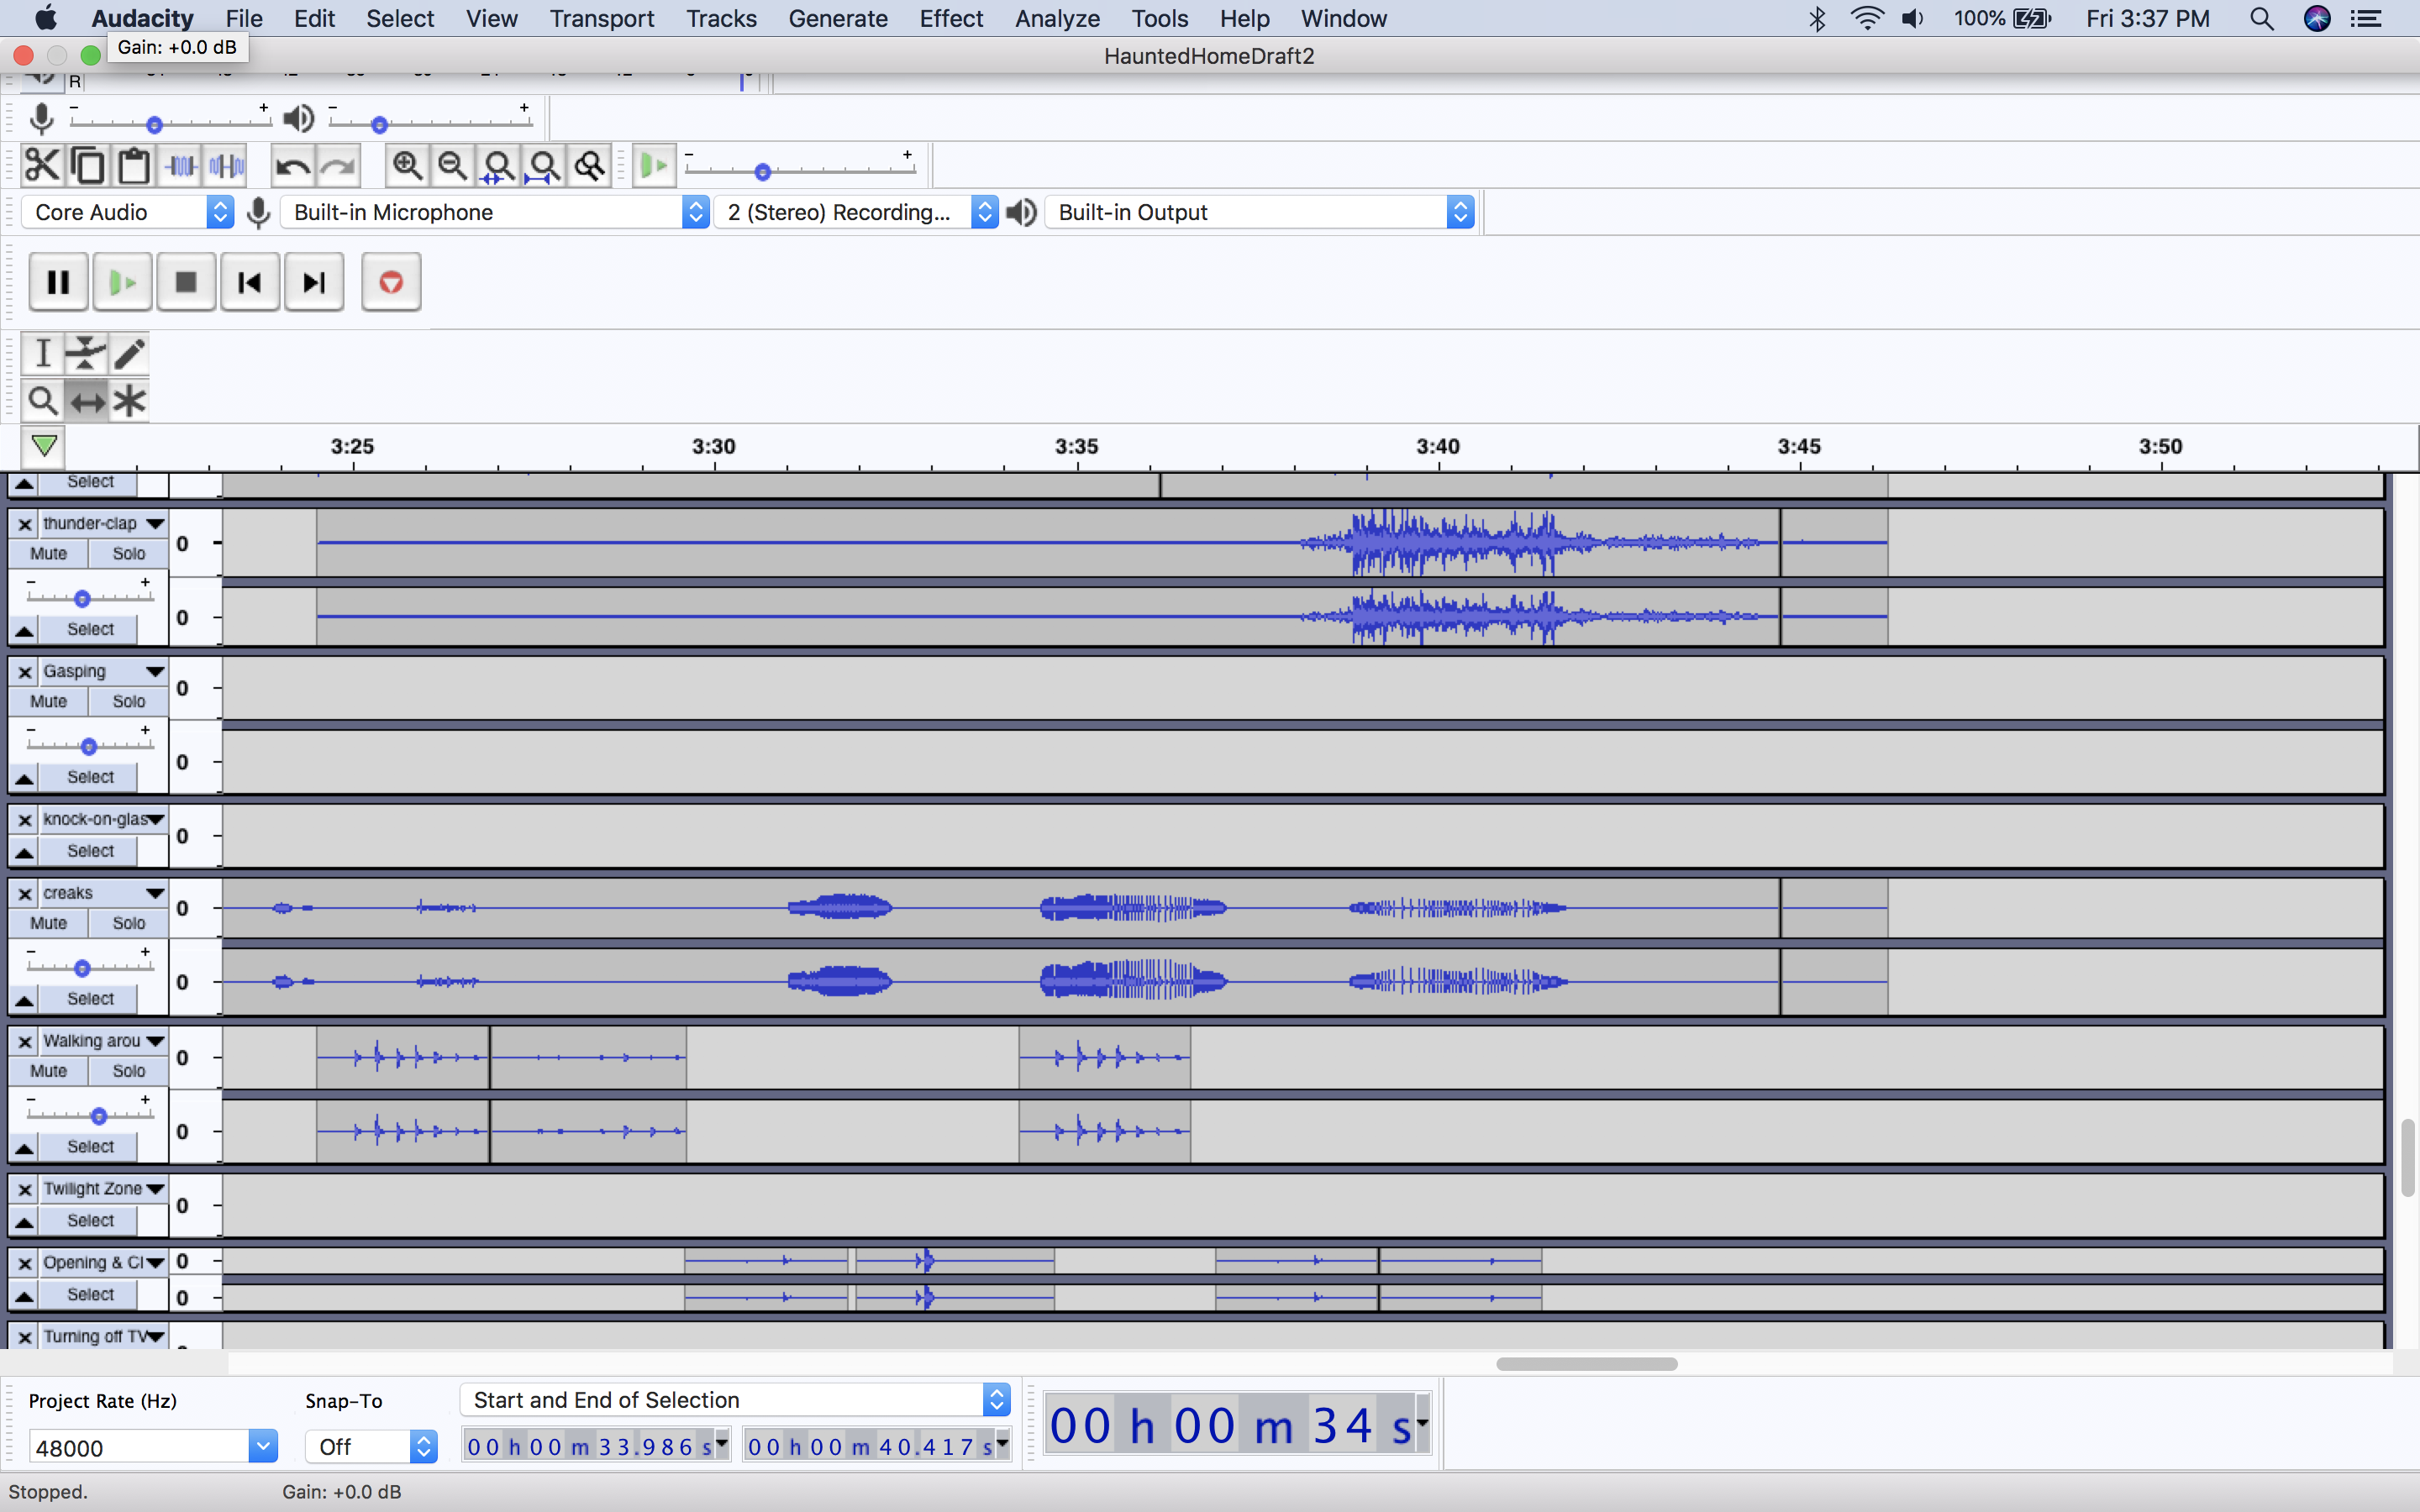 Audacity File Edit Select View Transport Tracks Generate Effect Analyze Tools Help Window 100% Fri 3:37 PM
Gain: +0.0 dB
HauntedHomeDraft2
R
- + - +
- +
Core Audio Built-in Microphone 2 (Stereo) Recording... Built-in Output
3:25 3:30 3:35 3:40 3:45 3:50
Select
thunder-clap 0
Mute Solo
- +
0
Select
Gasping 0
Mute Solo
- +
0
Select
knock-on-glas 0
Select
creaks 0
Mute Solo
- +
0
Select
Walking arou 0
Mute Solo
- +
0
Select
Twilight Zone 0
Select
Opening & Cl 0
Select 0
Turning off TV
Project Rate (Hz) Snap-To Start and End of Selection
48000 Off 00 h 00 m 33.986 s 00 h 00 m 40.417 s 00 h 00 m 34 s
Stopped. Gain: +0.0 dB